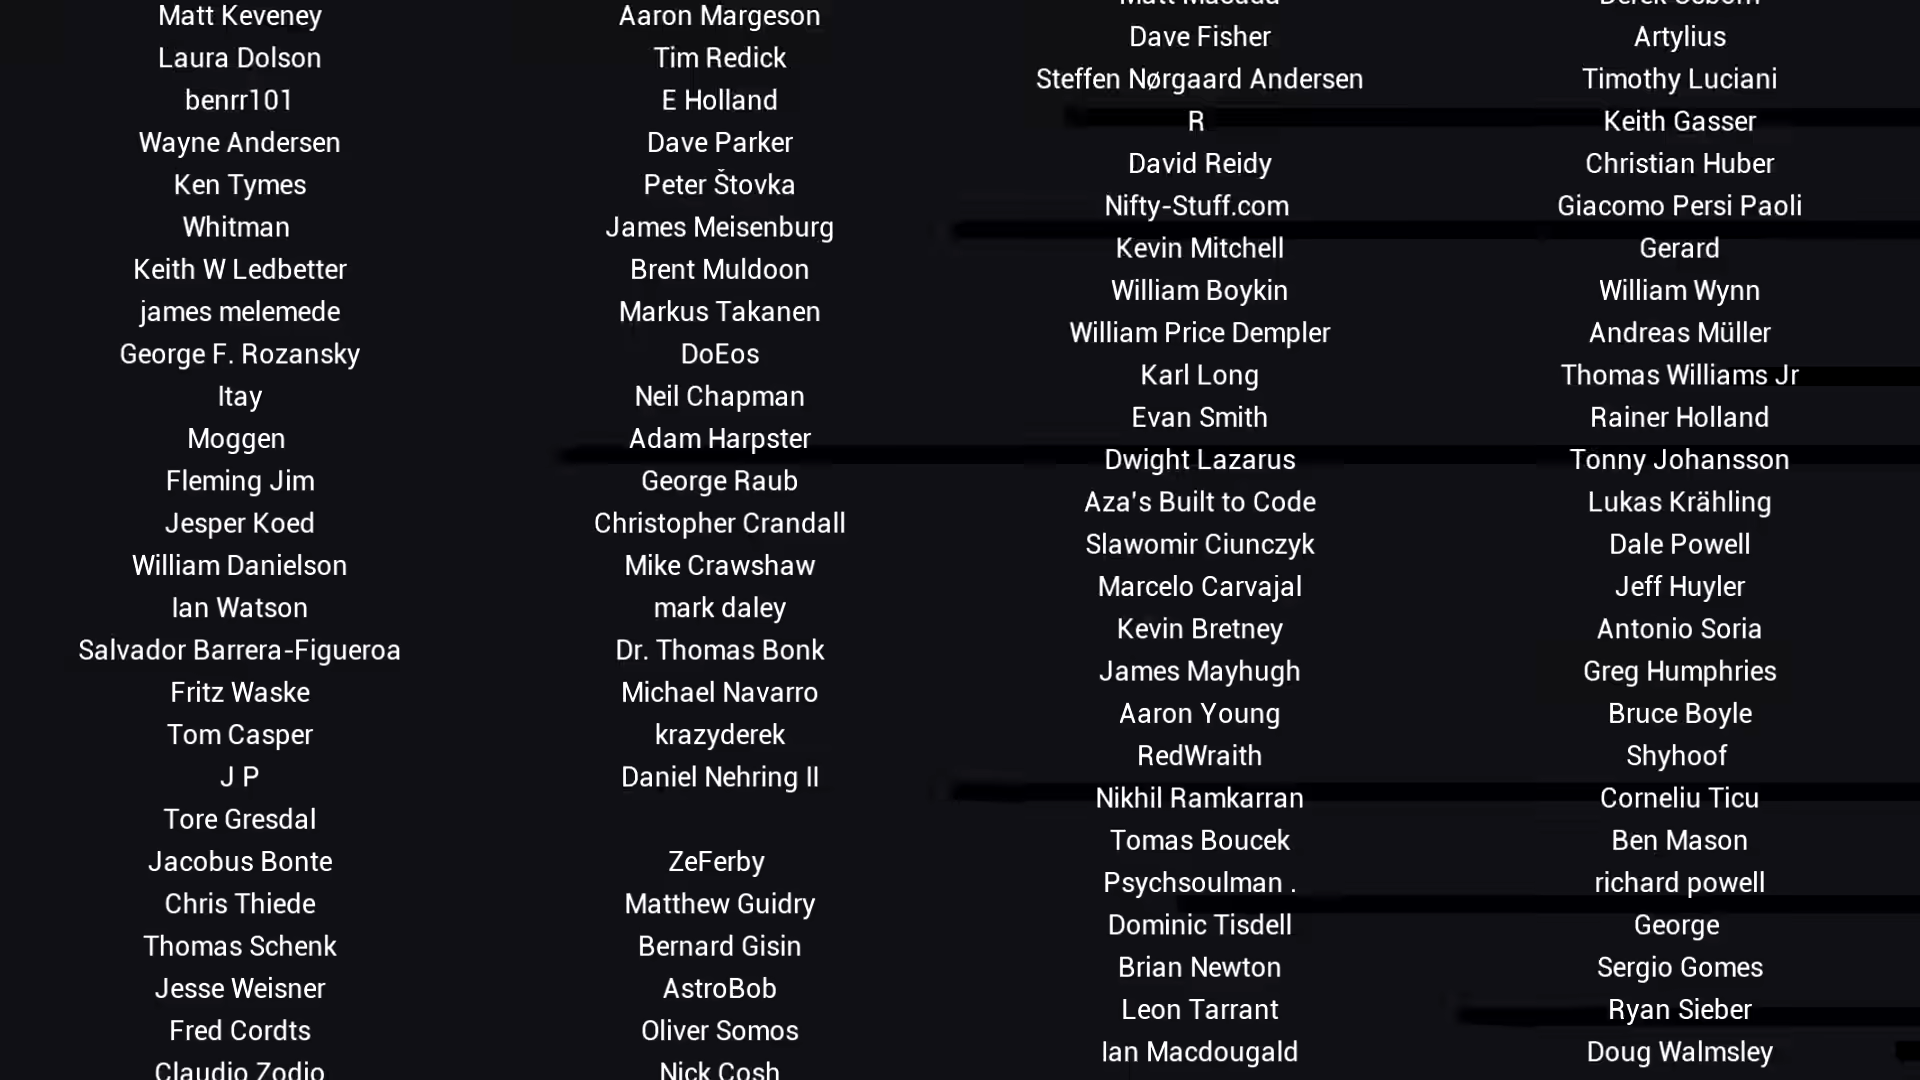 Matt Keveney
Laura Dolson
benrr101
Wayne Andersen
Ken Tymes
Whitman
Keith W Ledbetter
james melemede
George F. Rozansky
Itay
Moggen
Fleming Jim
Jesper Koed
William Danielson
Ian Watson
Salvador Barrera-Figueroa
Fritz Waske
Tom Casper
J P
Tore Gresdal
Jacobus Bonte
Chris Thiede
Thomas Schenk
Jesse Weisner
Fred Cordts
Claudio Zodio
Aaron Margeson
Tim Redick
E Holland
Dave Parker
Peter Štovka
James Meisenburg
Brent Muldoon
Markus Takanen
DoEos
Neil Chapman
Adam Harpster
George Raub
Christopher Crandall
Mike Crawshaw
mark daley
Dr. Thomas Bonk
Michael Navarro
krazyderek
Daniel Nehring II
ZeFerby
Matthew Guidry
Bernard Gisin
AstroBob
Oliver Somos
Nick Cosh
Dave Fisher
Steffen Nørgaard Andersen
R
David Reidy
Nifty-Stuff.com
Kevin Mitchell
William Boykin
William Price Dempler
Karl Long
Evan Smith
Dwight Lazarus
Aza's Built to Code
Slawomir Ciunczyk
Marcelo Carvajal
Kevin Bretney
James Mayhugh
Aaron Young
RedWraith
Nikhil Ramkarran
Tomas Boucek
Psychsoulman .
Dominic Tisdell
Brian Newton
Leon Tarrant
Ian Macdougald
Artylius
Timothy Luciani
Keith Gasser
Christian Huber
Giacomo Persi Paoli
Gerard
William Wynn
Andreas Müller
Thomas Williams Jr
Rainer Holland
Tonny Johansson
Lukas Krähling
Dale Powell
Jeff Huyler
Antonio Soria
Greg Humphries
Bruce Boyle
Shyhoof
Corneliu Ticu
Ben Mason
richard powell
George
Sergio Gomes
Ryan Sieber
Doug Walmsley